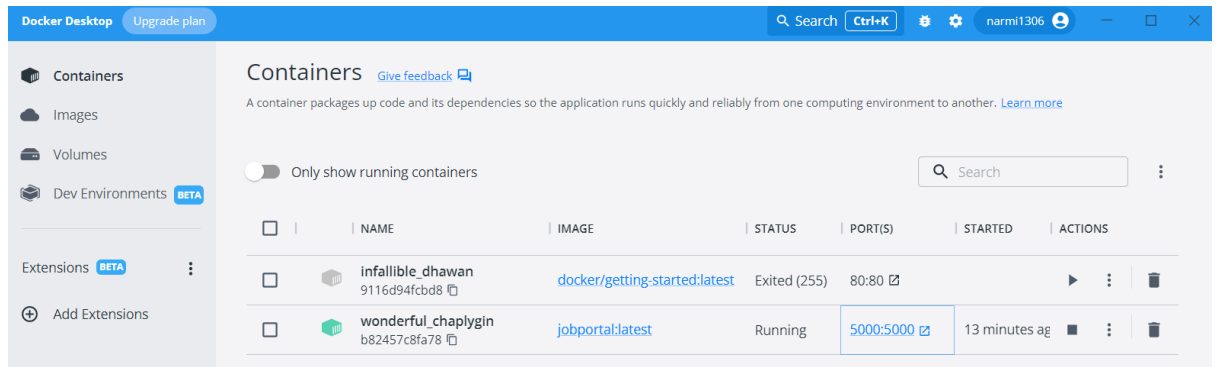 Docker Desktop Upgrade plan Search Ctrl+K narmi1306
Containers
Images
Volumes
Dev Environments BETA
Extensions BETA
Add Extensions
Containers Give feedback
A container packages up code and its dependencies so the application runs quickly and reliably from one computing environment to another. Learn more
Only show running containers Search
NAME IMAGE STATUS PORT(S) STARTED ACTIONS
infallible_dhawan docker/getting-started:latest Exited (255) 80:80
9116d94fcbd8
wonderful_chaplygin jobportal:latest Running 5000:5000 13 minutes ag
b82457c8fa78